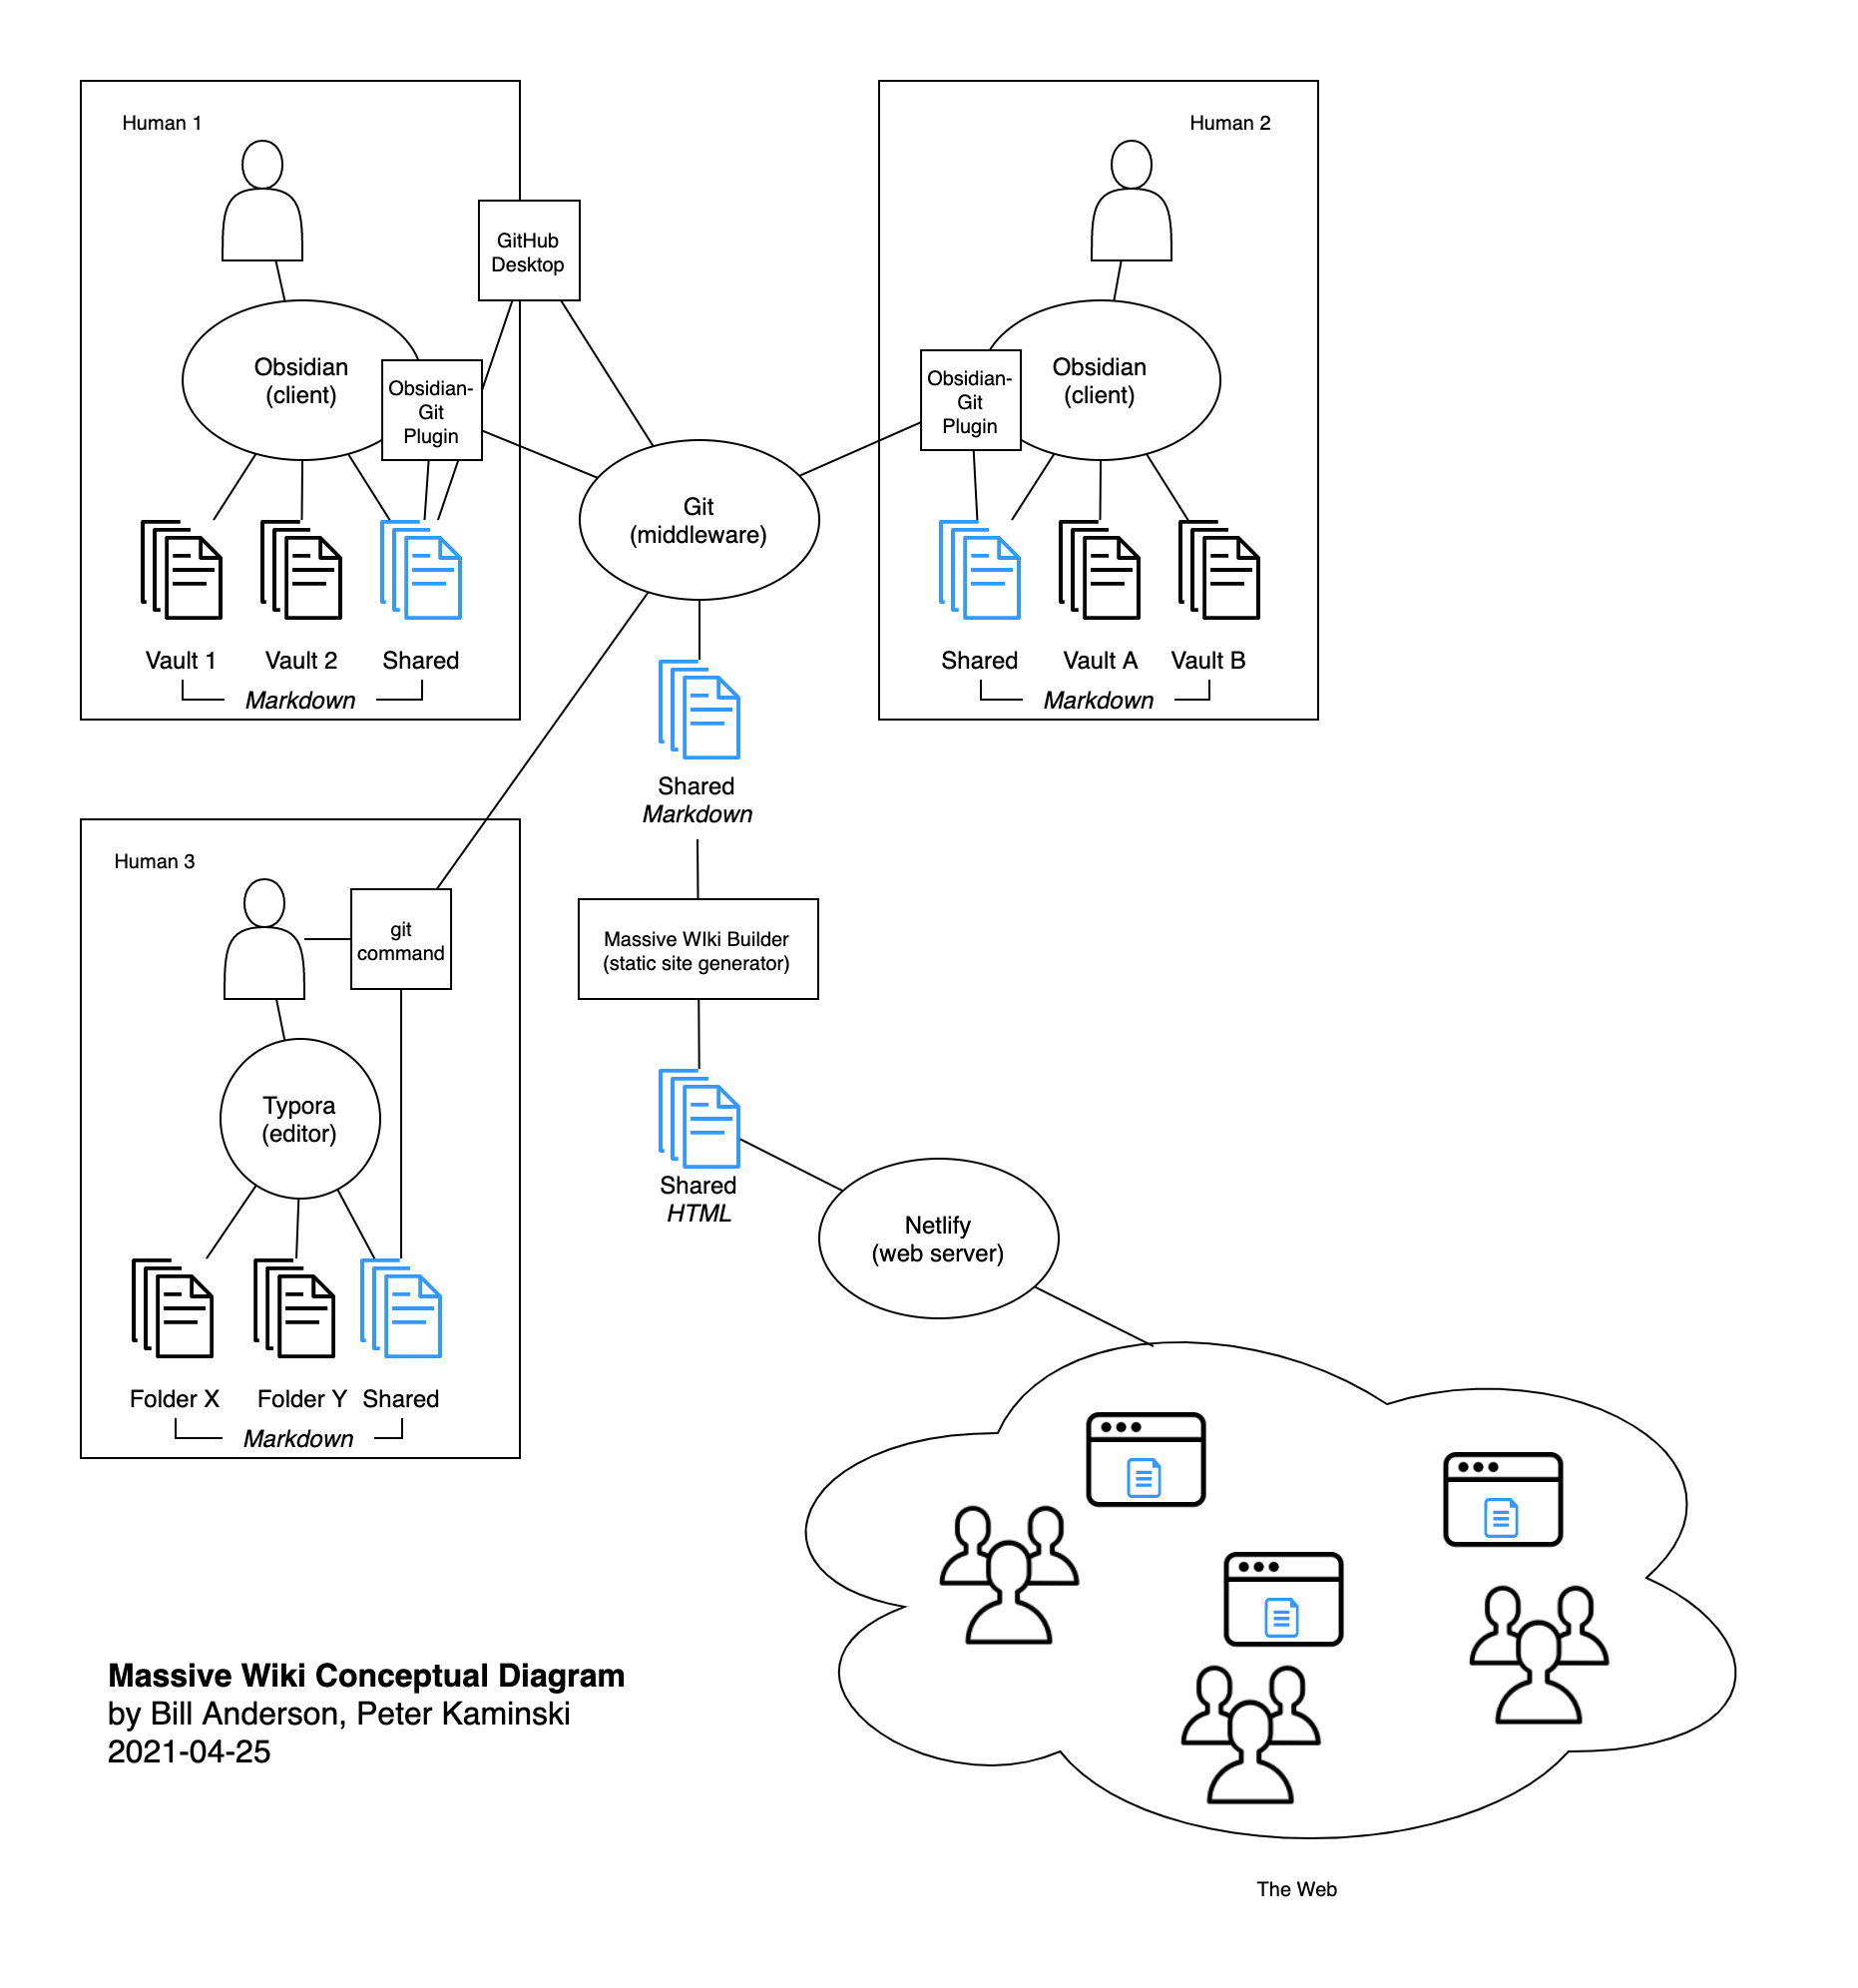 Human 1
GitHub
Desktop
Obsidian
(client)
Obsidian-
Git
Plugin
Vault 1
Vault 2
Shared
Markdown
Human 2
Obsidian-
Git
Plugin
Obsidian
(client)
Shared
Vault A
Vault B
Markdown
Git
(middleware)
Shared
Markdown
Massive WIki Builder
(static site generator)
Shared
HTML
Human 3
git
command
Typora
(editor)
Folder X
Folder Y
Shared
Markdown
Netlify
(web server)
The Web
Massive Wiki Conceptual Diagram
by Bill Anderson, Peter Kaminski
2021-04-25